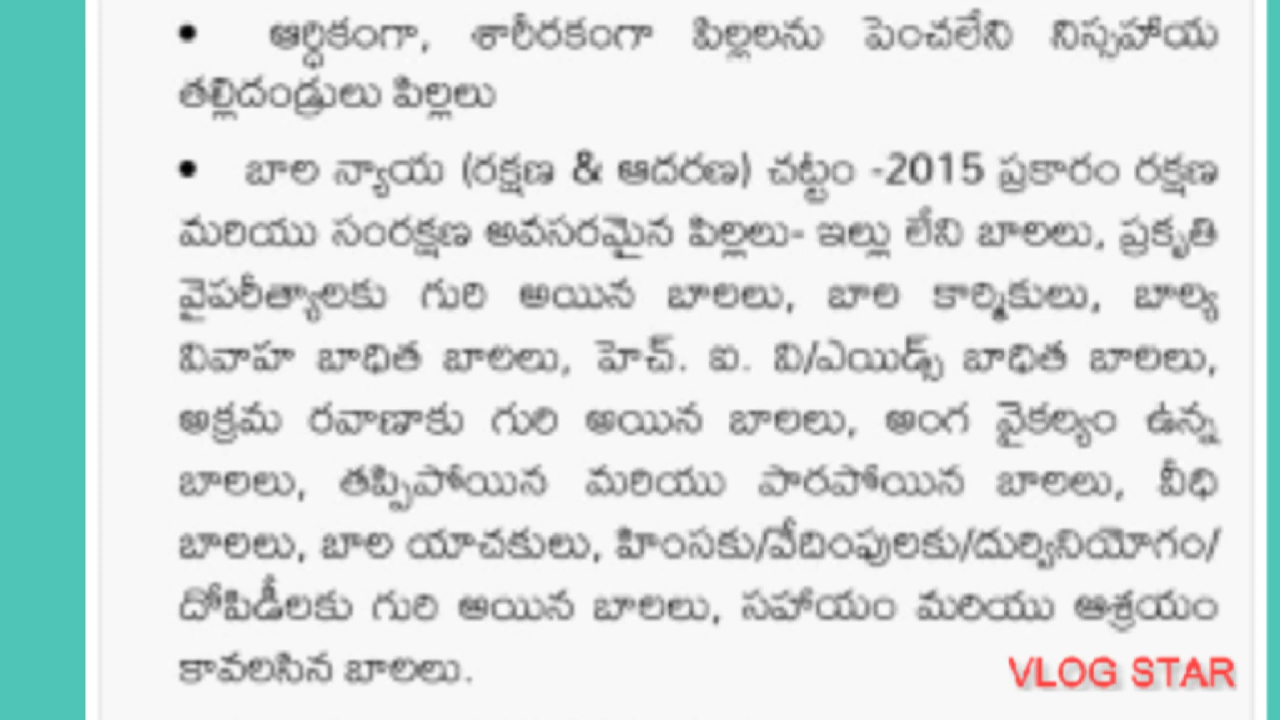 • ఆర్థికంగా, శారీరకంగా పిల్లలను పెంచలేని నిస్సహాయ
తల్లిదండ్రులు పిల్లలు
• బాల న్యాయ (రక్షణ & ఆదరణ) చట్టం -2015 ప్రకారం రక్షణ
మరియు సంరక్షణ అవసరమైన పిల్లలు- ఇల్లు లేని బాలలు, ప్రకృతి
వైపరీత్యాలకు గురి అయిన బాలలు, బాల కార్మికులు, బాల్య
వివాహ బాధిత బాలలు, హెచ్. ఐ. వి/ఎయిడ్స్ బాధిత బాలలు,
అక్రమ రవాణాకు గురి అయిన బాలలు, అంగ వైకల్యం ఉన్న
బాలలు, తప్పిపోయిన మరియు పారపోయిన బాలలు, వీధి
బాలలు, బాల యాచకులు, హింసకు/వేదింపులకు/దుర్వినియోగం/
దోపిడీలకు గురి అయిన బాలలు, సహాయం మరియు ఆశ్రయం
కావలసిన బాలలు.
VLOG STAR